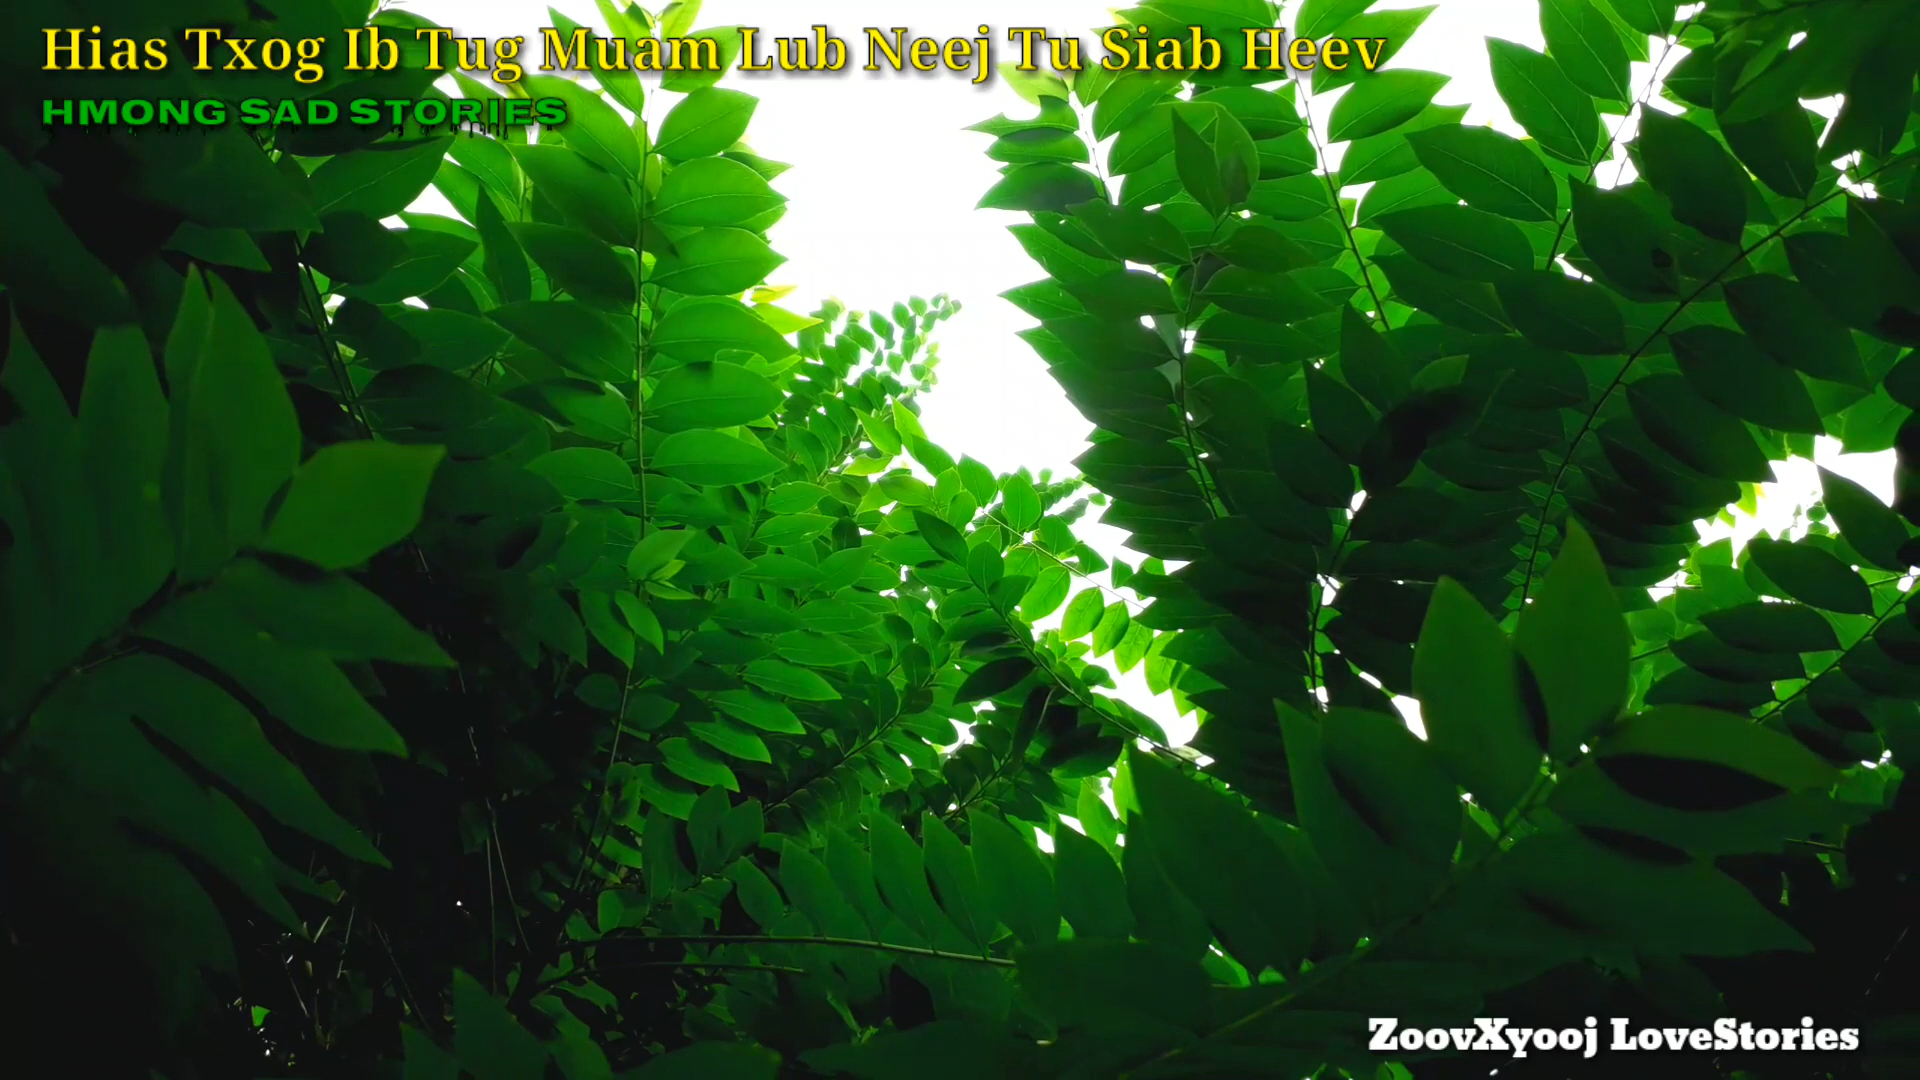 Hias Txog Ib Tug Muam Lub Neej Tu Siab Heev
HMONG SAD STORIES
ZoovXyooj LoveStories